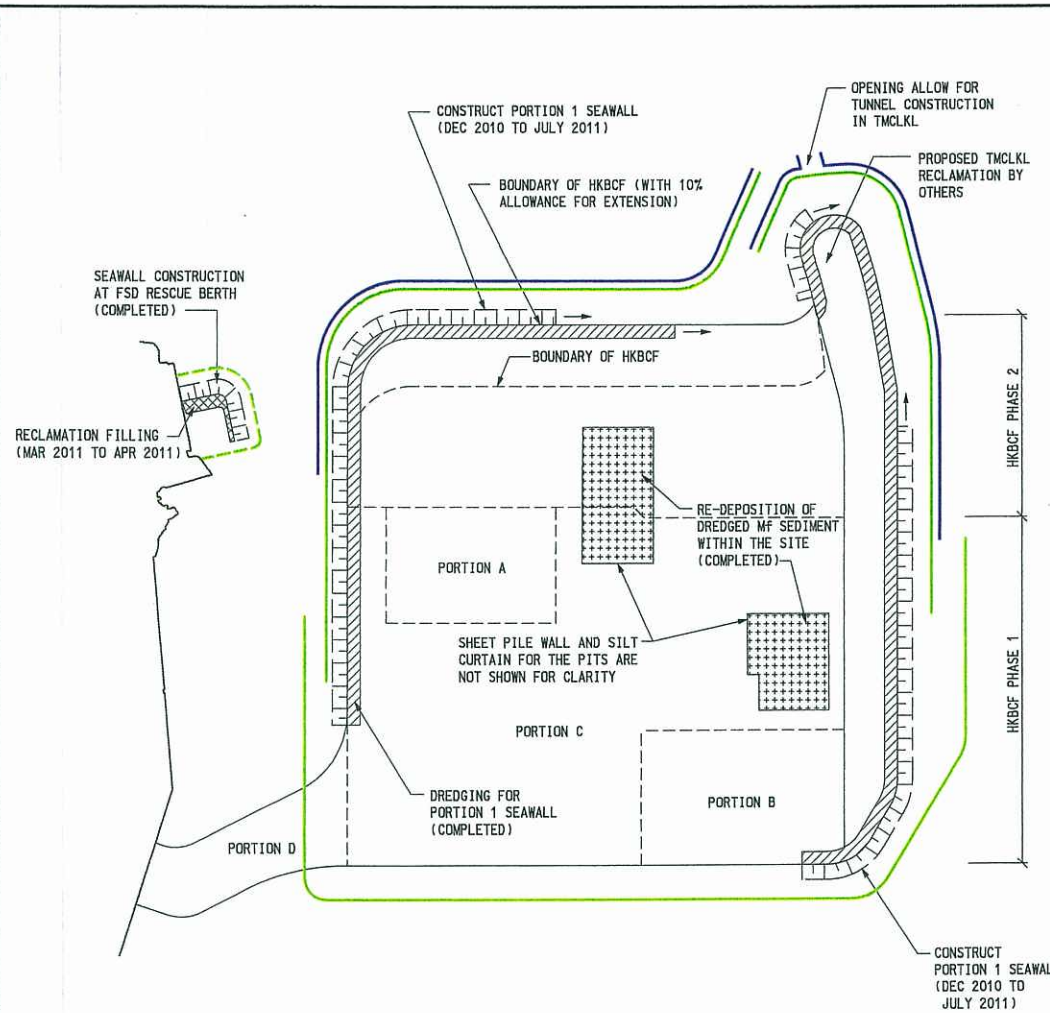 OPENING ALLOW FOR
TUNNEL CONSTRUCTION
IN TMCLKL
CONSTRUCT PORTION 1 SEAWALL
(DEC 2010 TO JULY 2011)
PROPOSED TMCLKL
RECLAMATION BY
OTHERS
BOUNDARY OF HKBCF (WITH 10%
ALLOWANCE FOR EXTENSION)
SEAWALL CONSTRUCTION
AT FSD RESCUE BERTH
(COMPLETED)
BOUNDARY OF HKBCF
RECLAMATION FILLING
(MAR 2011 TO APR 2011)
HKBCF PHASE 2
RE-DEPOSITION OF
DREDGED Mf SEDIMENT
WITHIN THE SITE
(COMPLETED)
PORTION A
SHEET PILE WALL AND SILT
CURTAIN FOR THE PITS ARE
NOT SHOWN FOR CLARITY
HKBCF PHASE 1
PORTION C
DREDGING FOR
PORTION 1 SEAWALL
(COMPLETED)
PORTION B
PORTION D
CONSTRUCT
PORTION 1 SEAWAL
(DEC 2010 TO
JULY 2011)